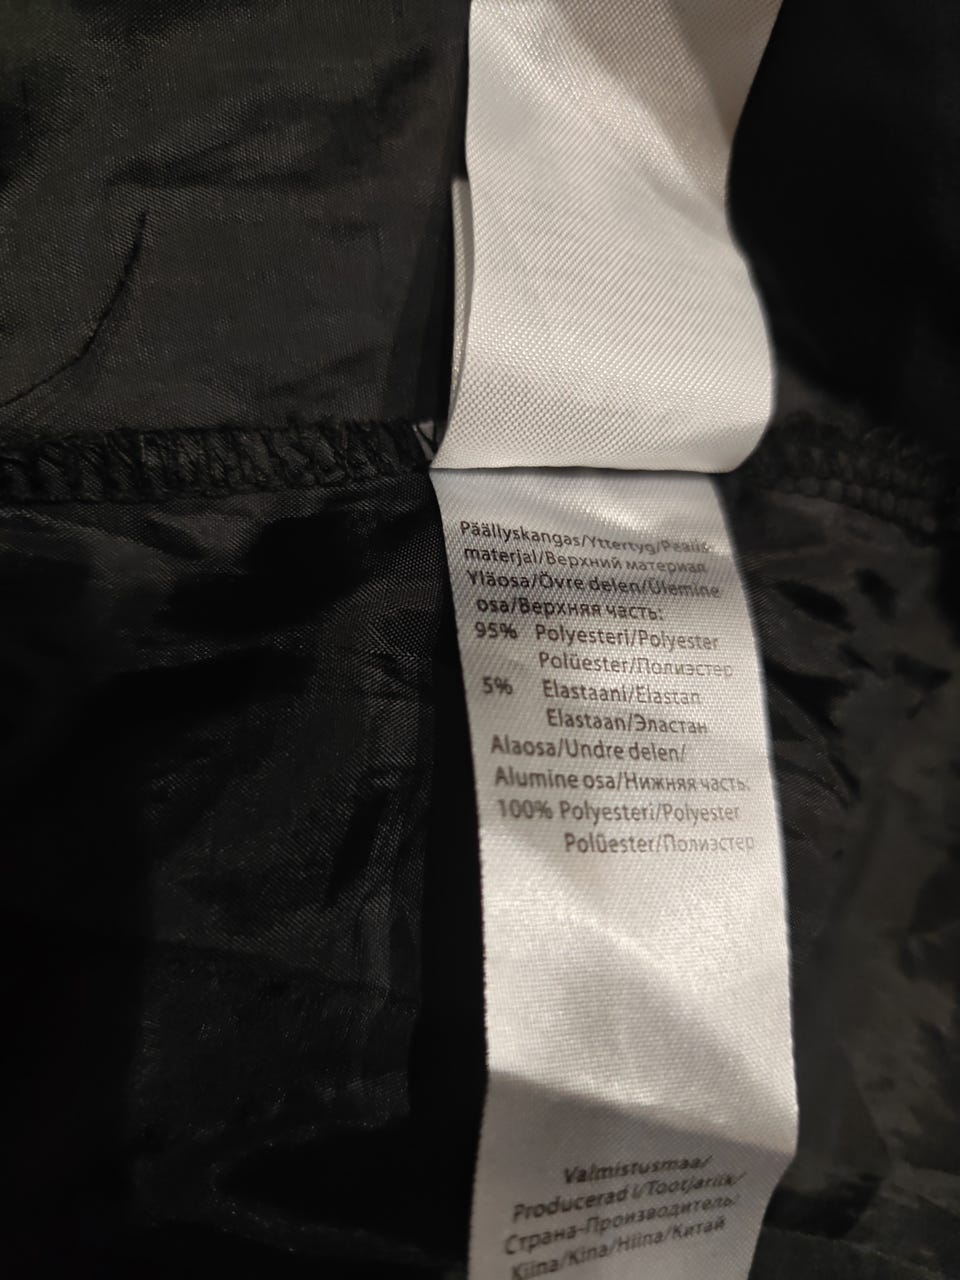 Päällyskangas/Yttertyg/Pealis-
materjal/Верхний материал
Yläosa/Övre delen/Ülemine
osa/Верхняя часть:
95% Polyesteri/Polyester
Polüester/Полиэстер
5% Elastaani/Elastan
Elastaan/Эластан
Alaosa/Undre delen/
Alumine osa/Нижняя часть:
100% Polyesteri/Polyester
Polüester/Полиэстер
Valmistusmaa/
Producerad i/Tootjariik/
Страна-Производитель:
Kiina/Kina/Hiina/Китай